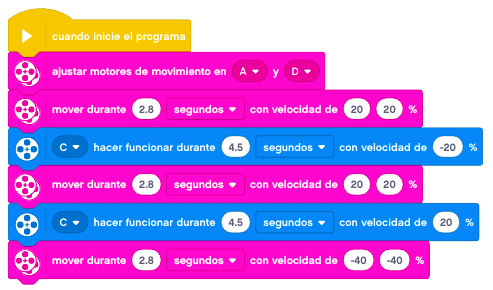 cuando inicie el programa
ajustar motores de movimiento en A y D
mover durante 2.8 segundos con velocidad de 20 20 %
C hacer funcionar durante 4.5 segundos con velocidad de -20 %
mover durante 2.8 segundos con velocidad de 20 20 %
C hacer funcionar durante 4.5 segundos con velocidad de 20 %
mover durante 2.8 segundos con velocidad de -40 -40 %